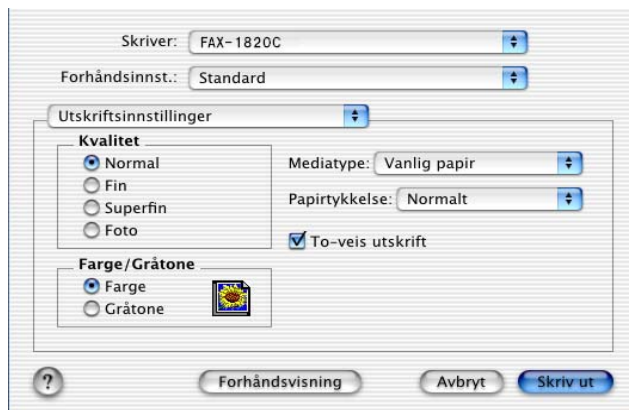 Skriver: FAX-1820C
Forhåndsinnst.: Standard
Utskriftsinnstillinger
Kvalitet
Normal
Fin
Superfin
Foto
Mediatype: Vanlig papir
Papirtykkelse: Normalt
To-veis utskrift
Farge/Gråtone
Farge
Gråtone
?
Forhåndsvisning
Avbryt
Skriv ut